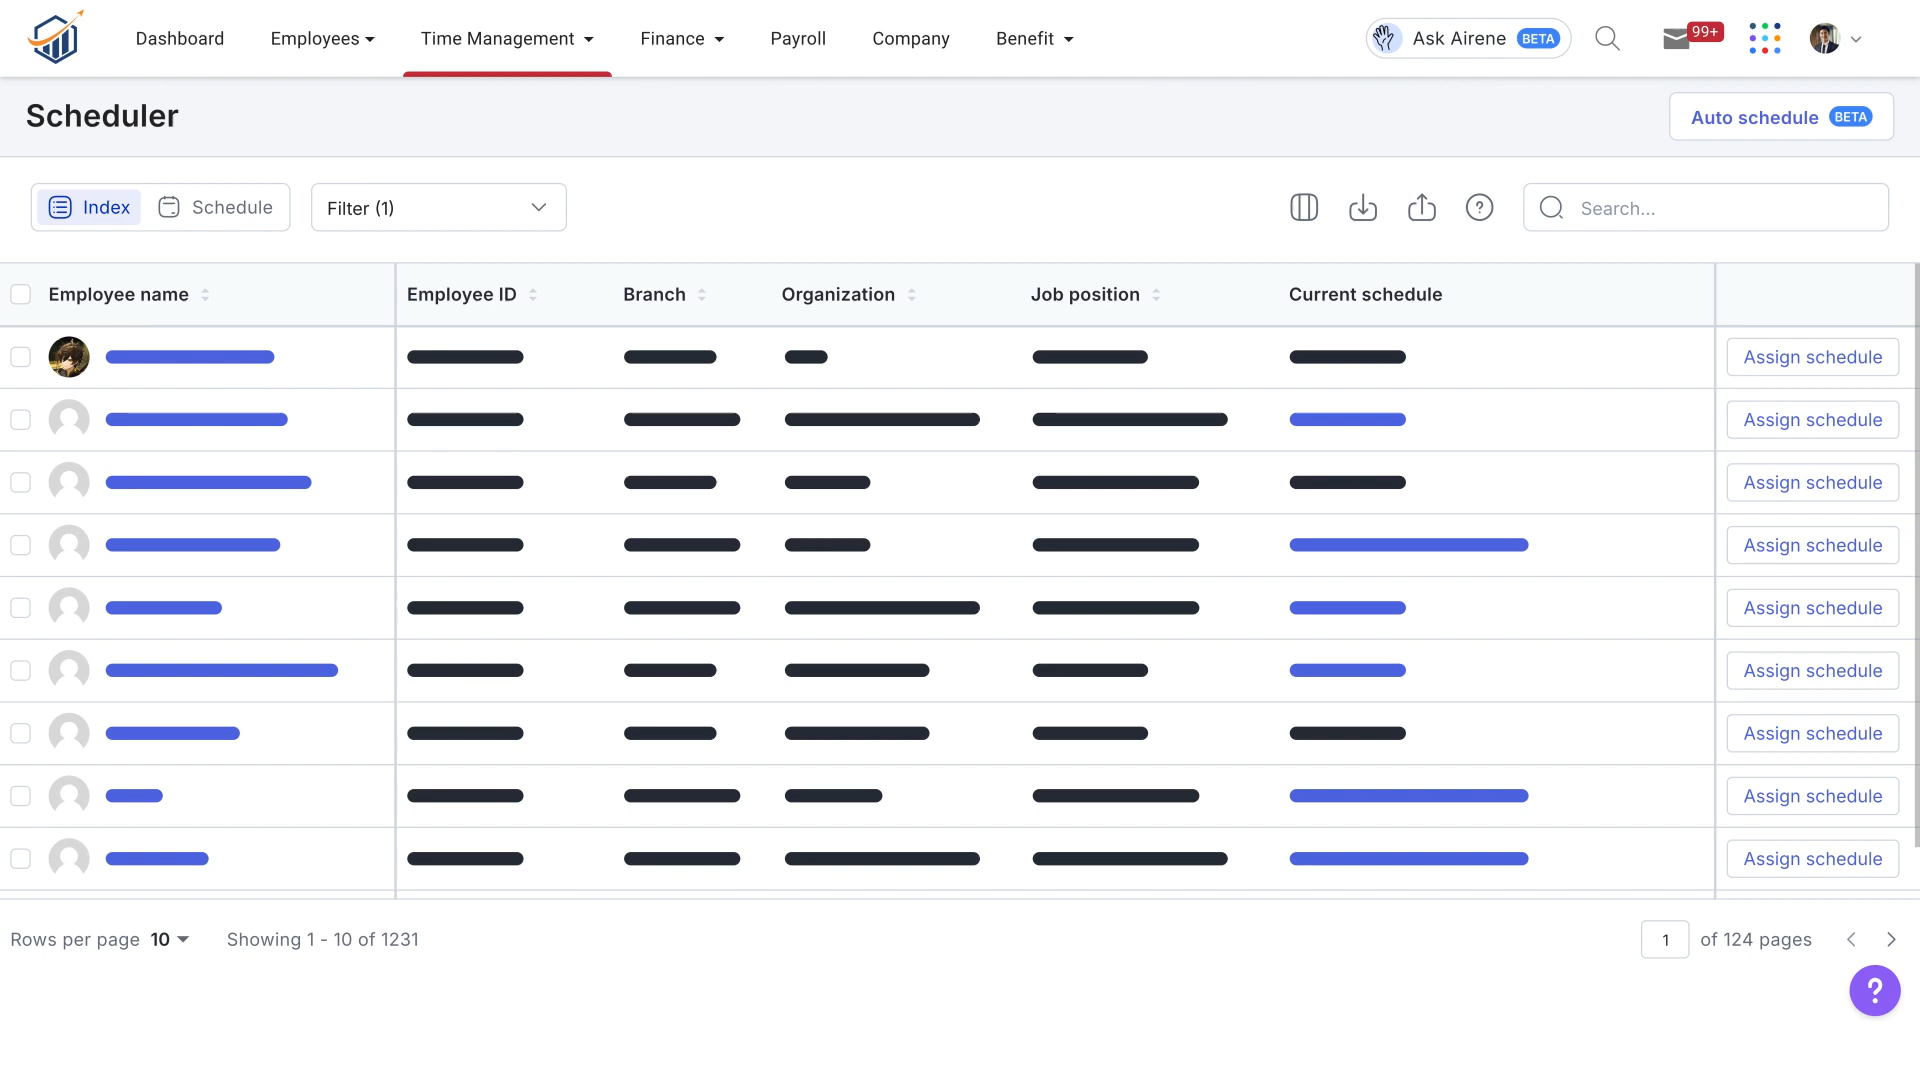 Dashboard Employees Time Management Finance Payroll Company Benefit Ask Airene BETA 99+
Scheduler
Auto schedule BETA
Index Schedule Filter (1) Search...
Employee name Employee ID Branch Organization Job position Current schedule
Assign schedule
Assign schedule
Assign schedule
Assign schedule
Assign schedule
Assign schedule
Assign schedule
Assign schedule
Assign schedule
Rows per page 10 Showing 1 - 10 of 1231 1 of 124 pages
?